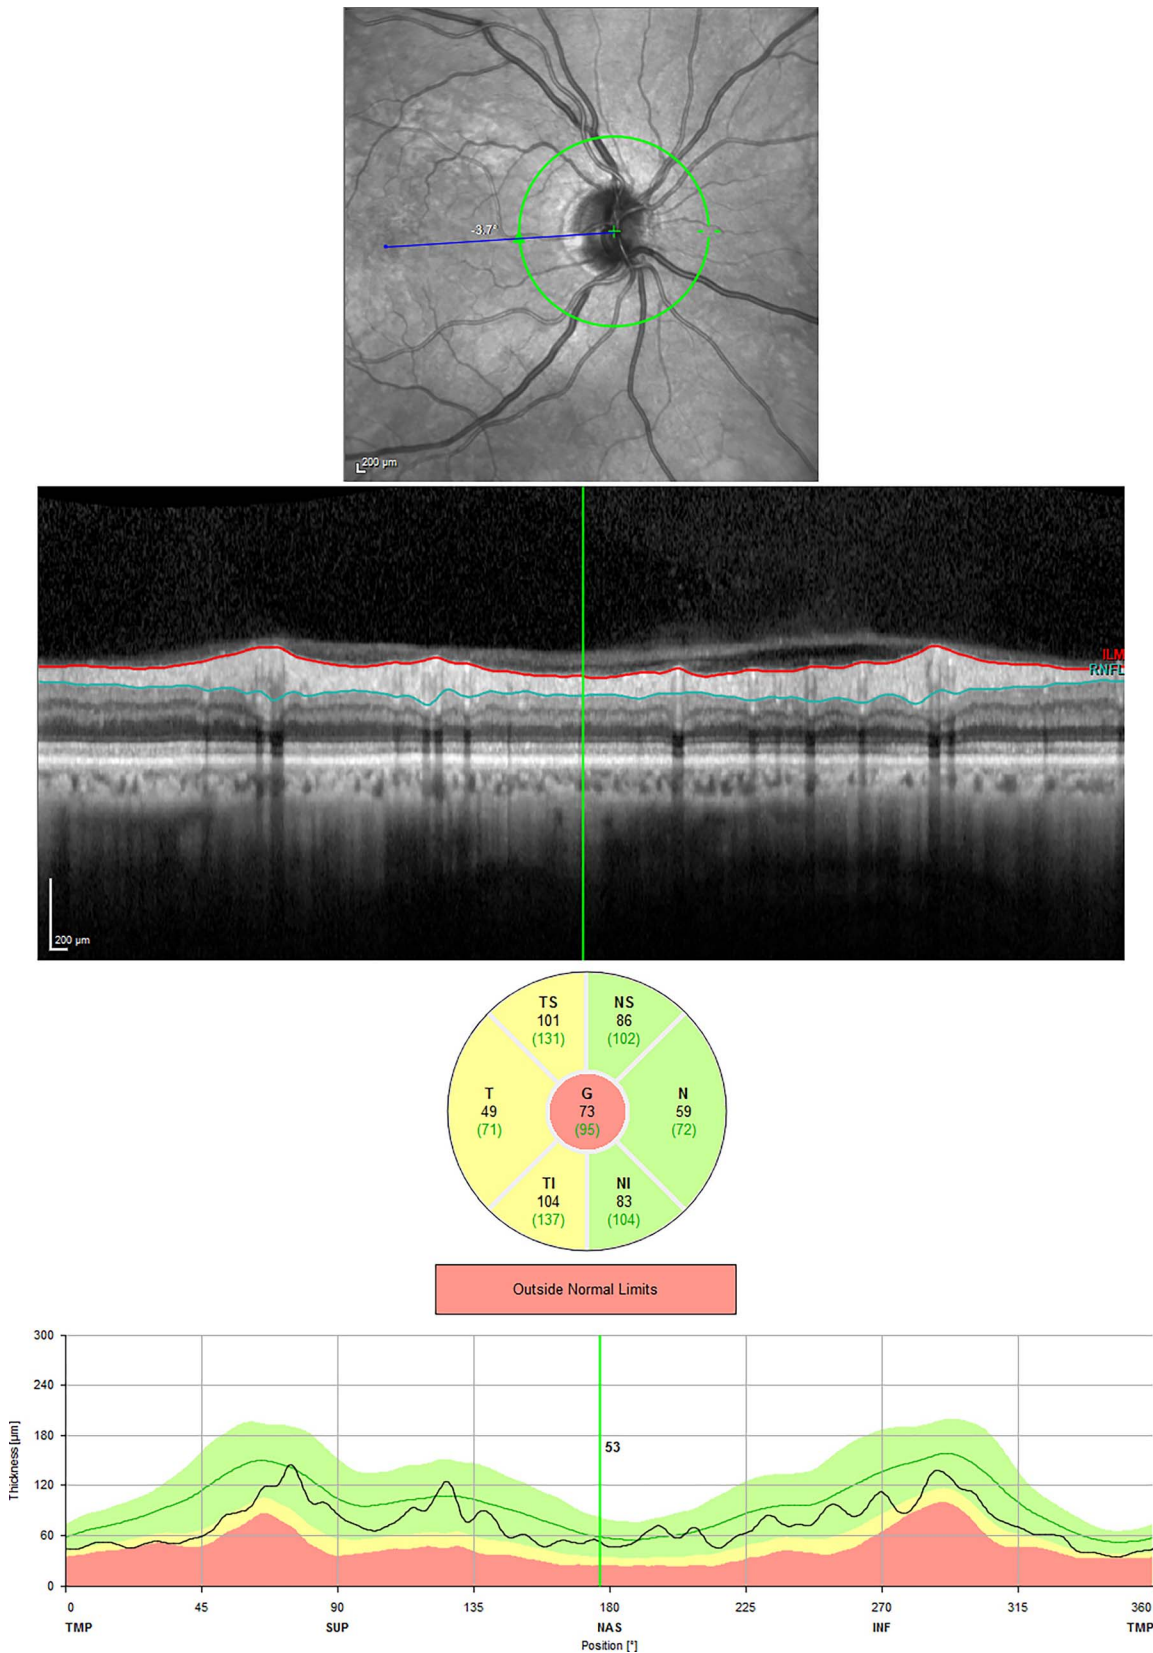 -3.7°
200 µm
ILM
RNFL
200 µm
TS
101
(131)
NS
86
(102)
T
49
(71)
G
73
(95)
N
59
(72)
TI
104
(137)
NI
83
(104)
Outside Normal Limits
300
240
180
120
60
0
Thickness [µm]
53
0 45 90 135 180 225 270 315 360
TMP SUP NAS INF TMP
Position [°]